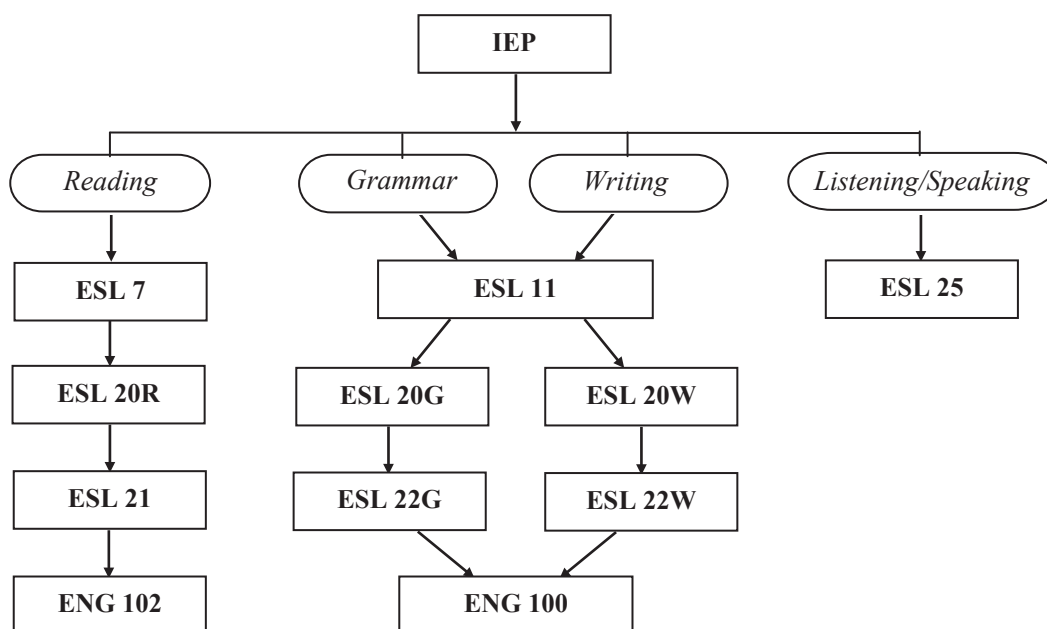 IEP
Reading
Grammar
Writing
Listening/Speaking
ESL 7
ESL 11
ESL 25
ESL 20R
ESL 20G
ESL 20W
ESL 21
ESL 22G
ESL 22W
ENG 102
ENG 100